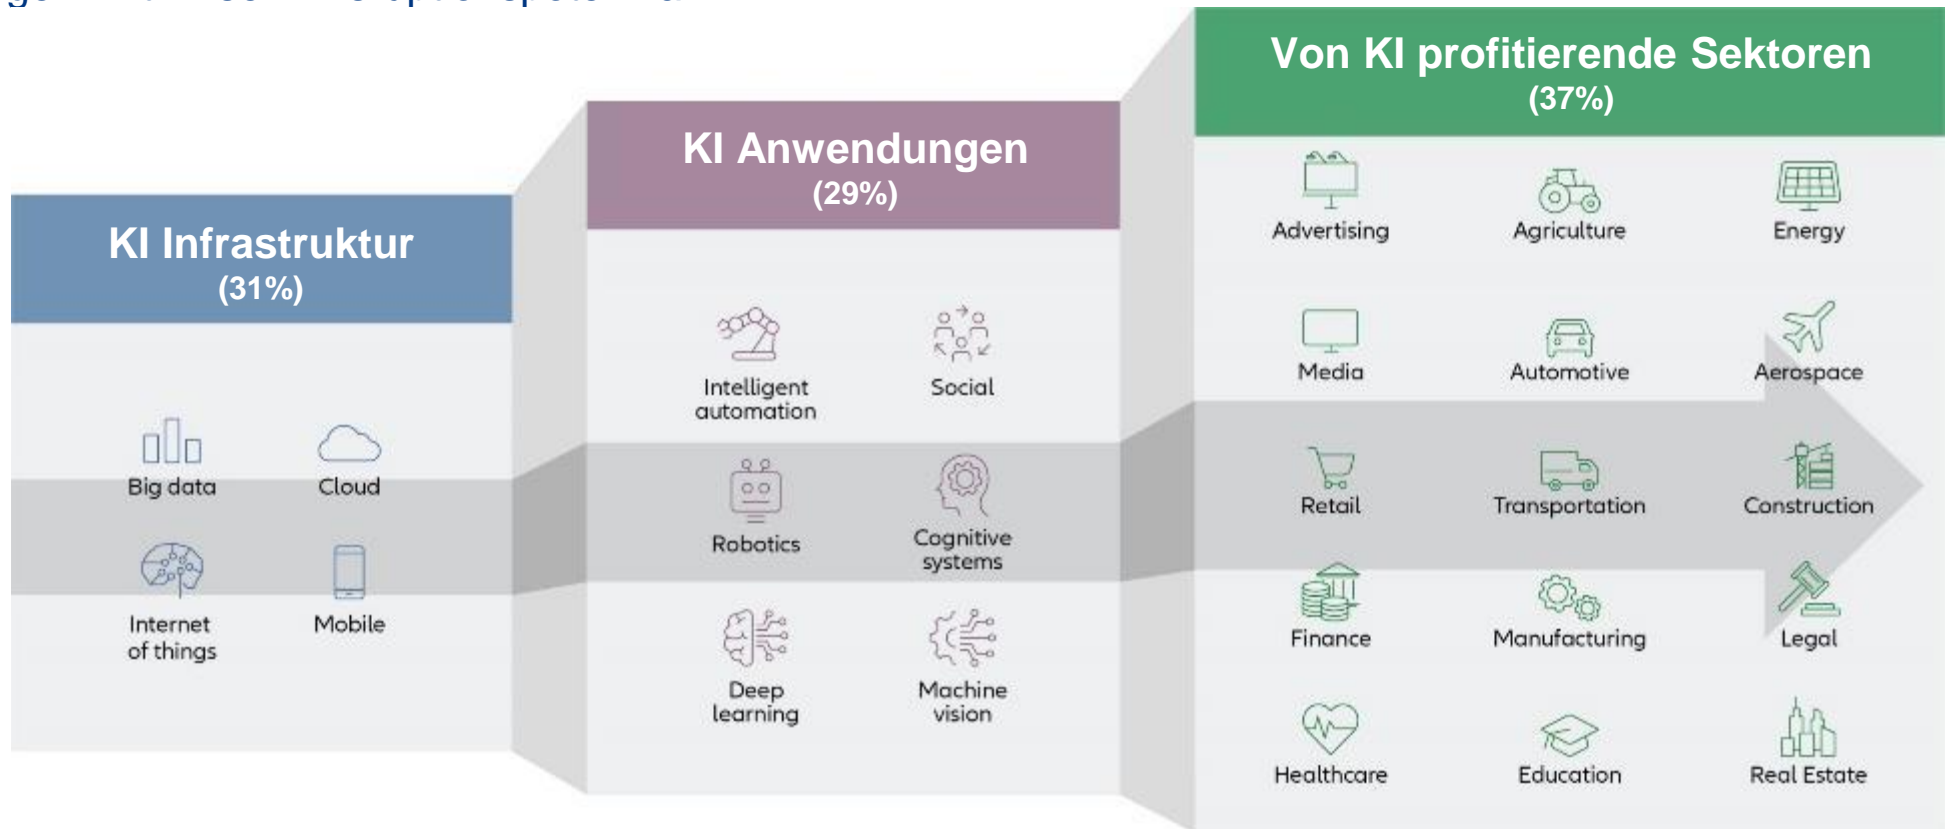 KI Infrastruktur
(31%)
Big data
Cloud
Internet
of things
Mobile
KI Anwendungen
(29%)
Intelligent
automation
Social
Robotics
Cognitive
systems
Deep
learning
Machine
vision
Von KI profitierende Sektoren
(37%)
Advertising
Agriculture
Energy
Media
Automotive
Aerospace
Retail
Transportation
Construction
Finance
Manufacturing
Legal
Healthcare
Education
Real Estate